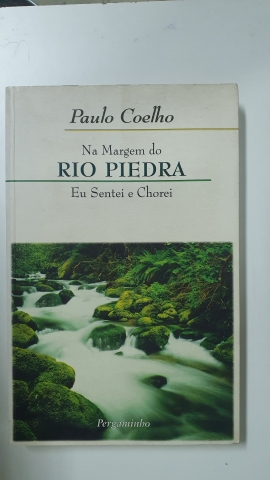 Paulo Coelho
Na Margem do
RIO PIEDRA
Eu Sentei e Chorei
Pergaminho